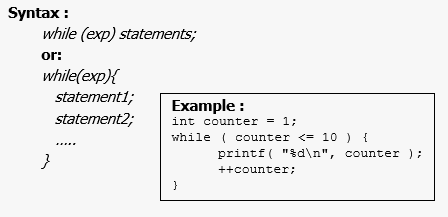 Syntax :
while (exp) statements;
or:
while(exp){
statement1;
statement2;
.....
}
Example :
int counter = 1;
while ( counter <= 10 ) {
printf( "%d\n", counter );
++counter;
}